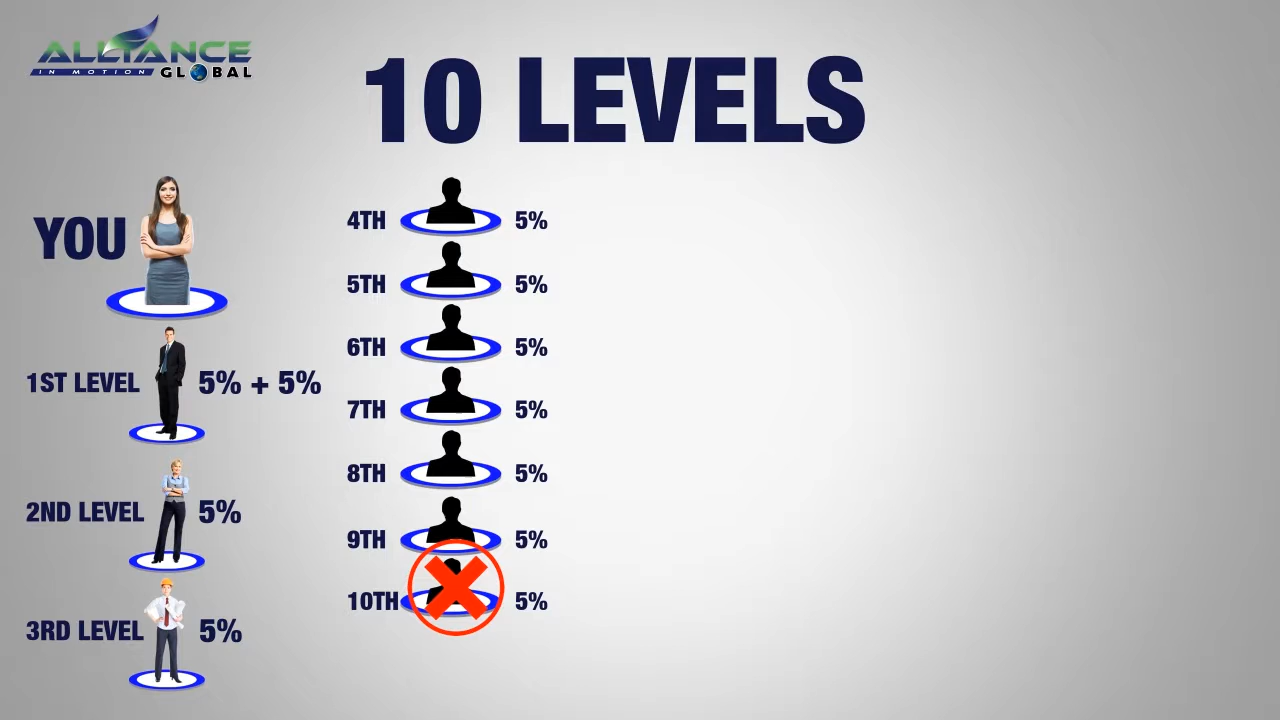 ALLIANCE
IN MOTION GLOBAL
10 LEVELS
YOU
1ST LEVEL 5% + 5%
2ND LEVEL 5%
3RD LEVEL 5%
4TH 5%
5TH 5%
6TH 5%
7TH 5%
8TH 5%
9TH 5%
10TH 5%